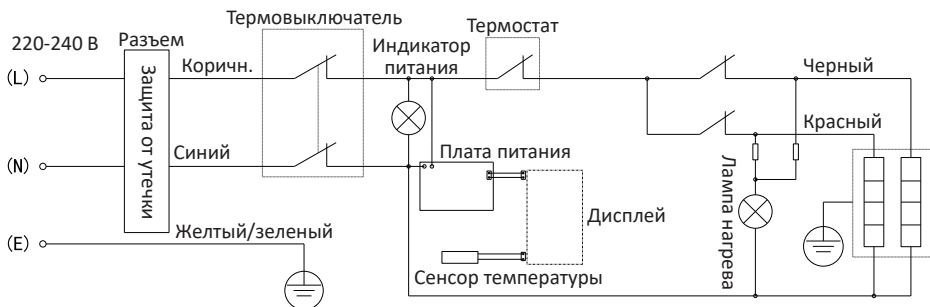 220-240 В
Разъем
Термовыключатель
Индикатор
питания
Термостат
(L)
Коричн.
Черный
Защита от утечки
Красный
(N)
Синий
Плата питания
Лампа нагрева
Дисплей
(E)
Желтый/зеленый
Сенсор температуры